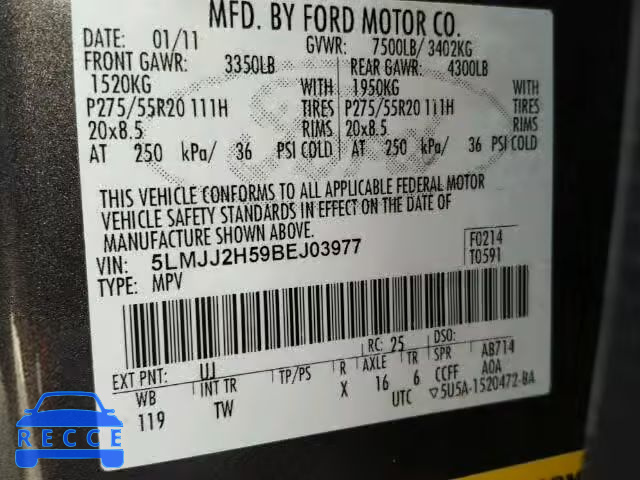 MFD. BY FORD MOTOR CO.
DATE: 01/11 GVWR: 7500LB/ 3402KG
FRONT GAWR: 3350LB REAR GAWR: 4300LB
1520KG WITH 1950KG WITH
P275/55R20 111H TIRES P275/55R20 111H TIRES
20x8.5 RIMS 20x8.5 RIMS
AT 250 kPa/ 36 PSI COLD AT 250 kPa/ 36 PSI COLD
THIS VEHICLE CONFORMS TO ALL APPLICABLE FEDERAL MOTOR
VEHICLE SAFETY STANDARDS IN EFFECT ON THE DATE OF
MANUFACTURE SHOWN ABOVE.
VIN: 5LMJJ2H59BEJ03977 F0214
TYPE: MPV T0591
EXT PNT: UJ RC: 25 DSO: AB714
WB INT TR TP/PS R AXLE TR SPR AQA
119 TW X 16 6 CCFF
UTC ▽5U5A-1520472-BA
RECCE